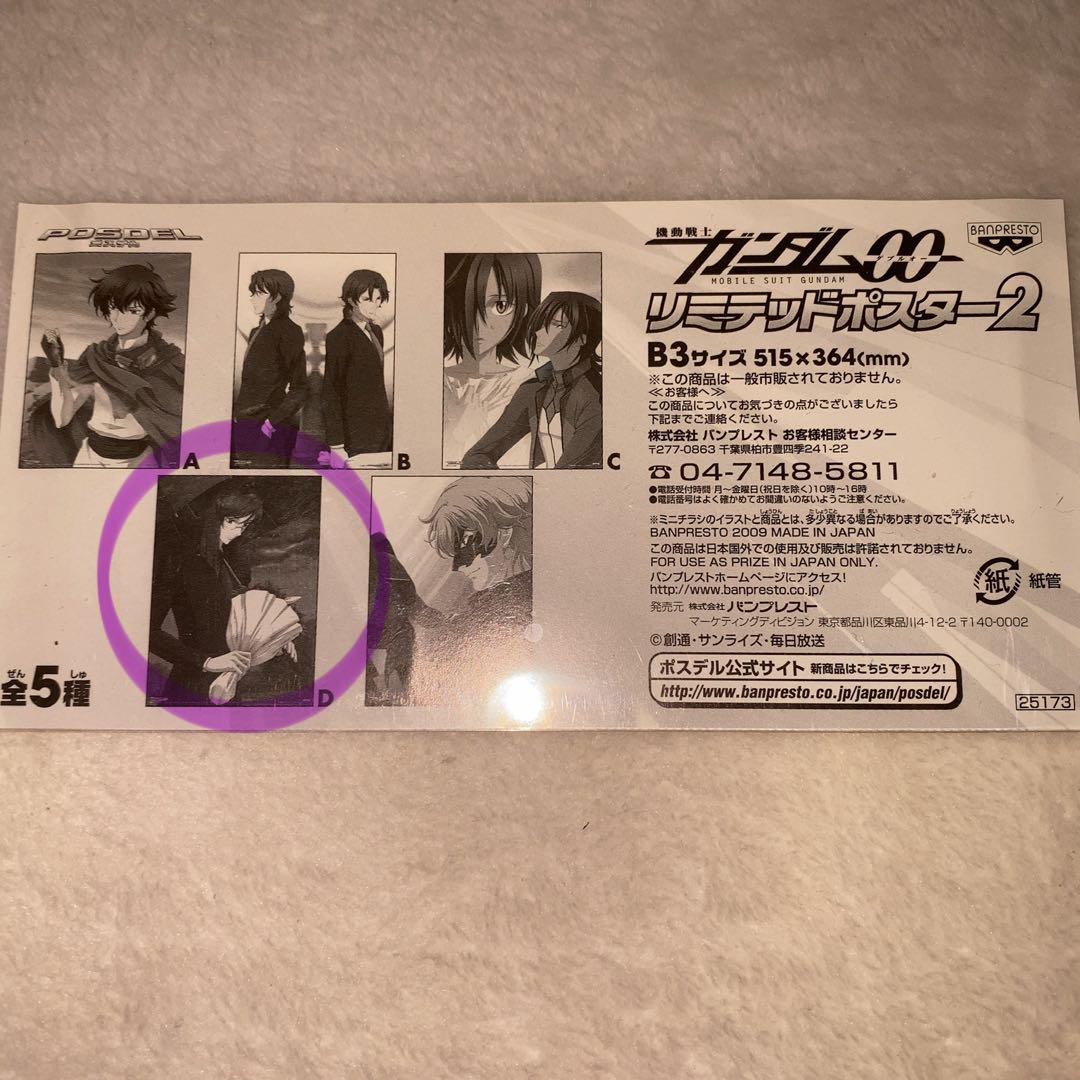 POSDEL
ポスデル
A
B
C
D
ぜん しゅ
全5種
機動戦士
ガンダム00
ダブルオー
MOBILE SUIT GUNDAM
BANPRESTO
リミテッドポスター2
B3サイズ 515×364(mm)
※この商品は一般市販されておりません。
≪お客様へ≫
この商品についてお気づきの点がございましたら
下記までご連絡ください。
株式会社 バンプレスト お客様相談センター
〒277-0863 千葉県柏市豊四季241-22
☎ 04-7148-5811
●電話受付時間 月～金曜日(祝日を除く)10時～16時
●電話番号はよく確かめてお間違いのないようご注意ください。
※ミニチラシのイラストと商品とは、多少異なる場合がありますのでご了承ください。
BANPRESTO 2009 MADE IN JAPAN
この商品は日本国外での使用及び販売は許諾されておりません。
FOR USE AS PRIZE IN JAPAN ONLY.
バンプレストホームページにアクセス!
http://www.banpresto.co.jp/
紙 紙管
発売元 株式会社 バンプレスト
マーケティングディビジョン 東京都品川区東品川4-12-2 〒140-0002
©創通・サンライズ・毎日放送
ポスデル公式サイト 新商品はこちらでチェック!
http://www.banpresto.co.jp/japan/posdel/
25173